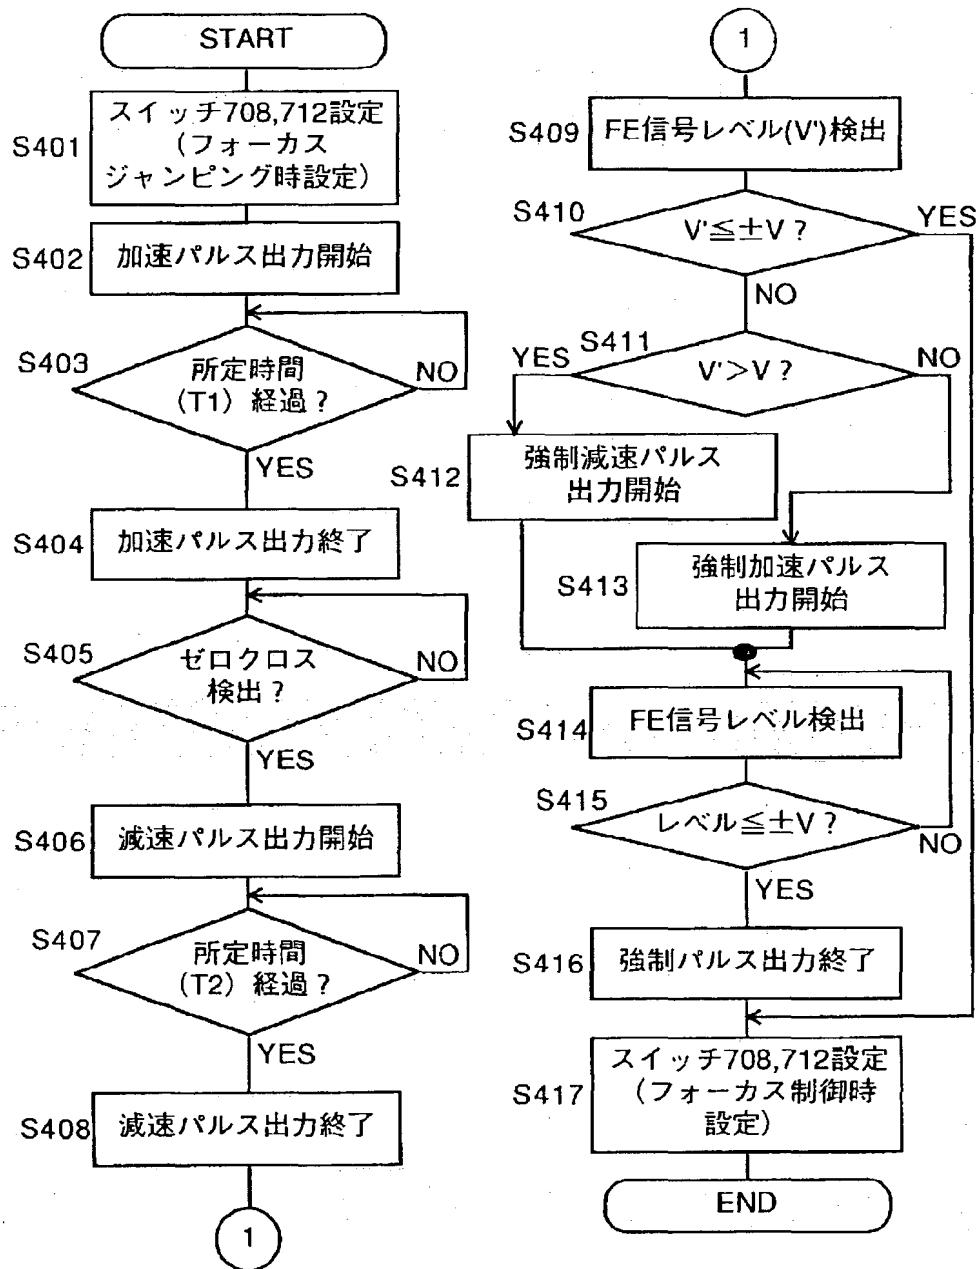 START
S401
スイッチ708,712設定
(フォーカス
ジャンピング時設定)
S402
加速パルス出力開始
S403
所定時間
(T1) 経過?
NO
YES
S404
加速パルス出力終了
S405
ゼロクロス
検出?
NO
YES
S406
減速パルス出力開始
S407
所定時間
(T2) 経過?
NO
YES
S408
減速パルス出力終了
1
1
S409
FE信号レベル(V')検出
S410
V'≦±V?
YES
NO
S411
YES
V'>V?
NO
S412
強制減速パルス
出力開始
S413
強制加速パルス
出力開始
S414
FE信号レベル検出
S415
レベル≦±V?
NO
YES
S416
強制パルス出力終了
S417
スイッチ708,712設定
(フォーカス制御時
設定)
END